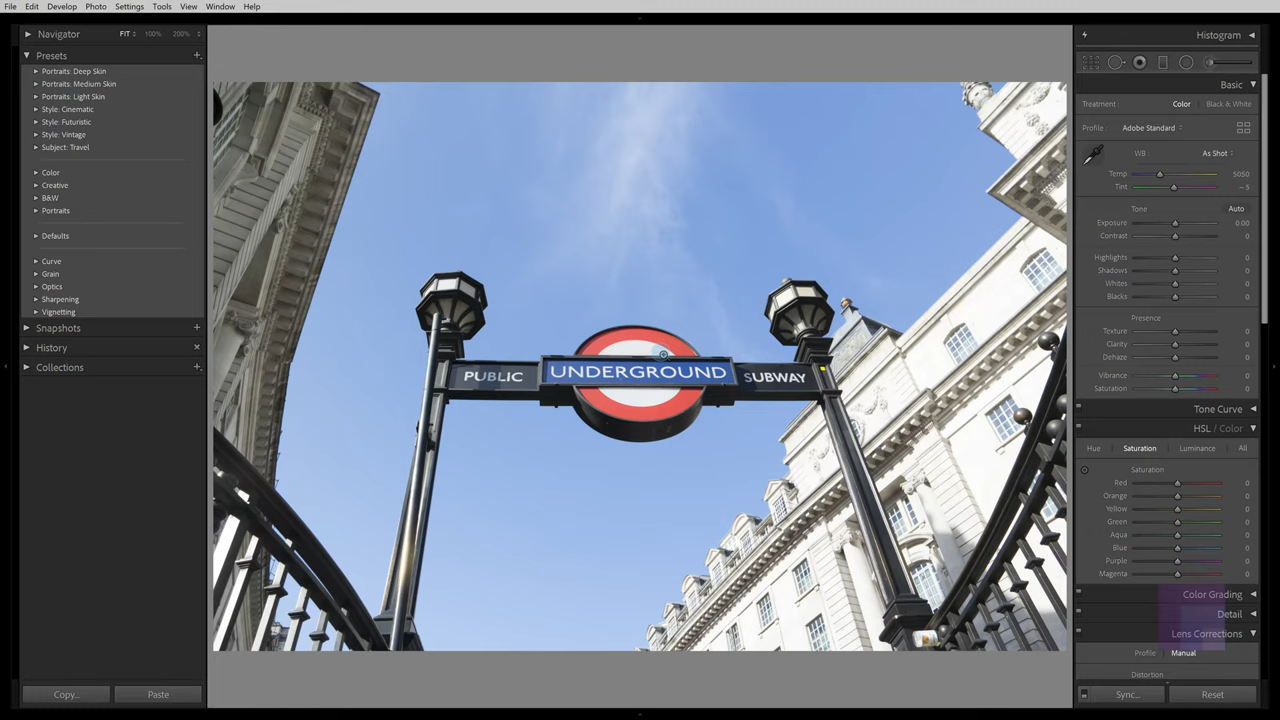 File Edit Develop Photo Settings Tools View Window Help
Navigator FIT 100% 200%
Presets
Portraits: Deep Skin
Portraits: Medium Skin
Portraits: Light Skin
Style: Cinematic
Style: Futuristic
Style: Vintage
Subject: Travel
Color
Creative
B&W
Portraits
Defaults
Curve
Grain
Optics
Sharpening
Vignetting
Snapshots
History
Collections
Copy... Paste
PUBLIC UNDERGROUND SUBWAY
Histogram
Basic
Treatment: Color Black & White
Profile: Adobe Standard
WB: As Shot
Temp 5050
Tint – 5
Tone Auto
Exposure 0.00
Contrast 0
Highlights 0
Shadows 0
Whites 0
Blacks 0
Presence
Texture 0
Clarity 0
Dehaze 0
Vibrance 0
Saturation 0
Tone Curve
HSL / Color
Hue Saturation Luminance All
Saturation
Red 0
Orange 0
Yellow 0
Green 0
Aqua 0
Blue 0
Purple 0
Magenta 0
Color Grading
Detail
Lens Corrections
Profile Manual
Distortion
Sync... Reset